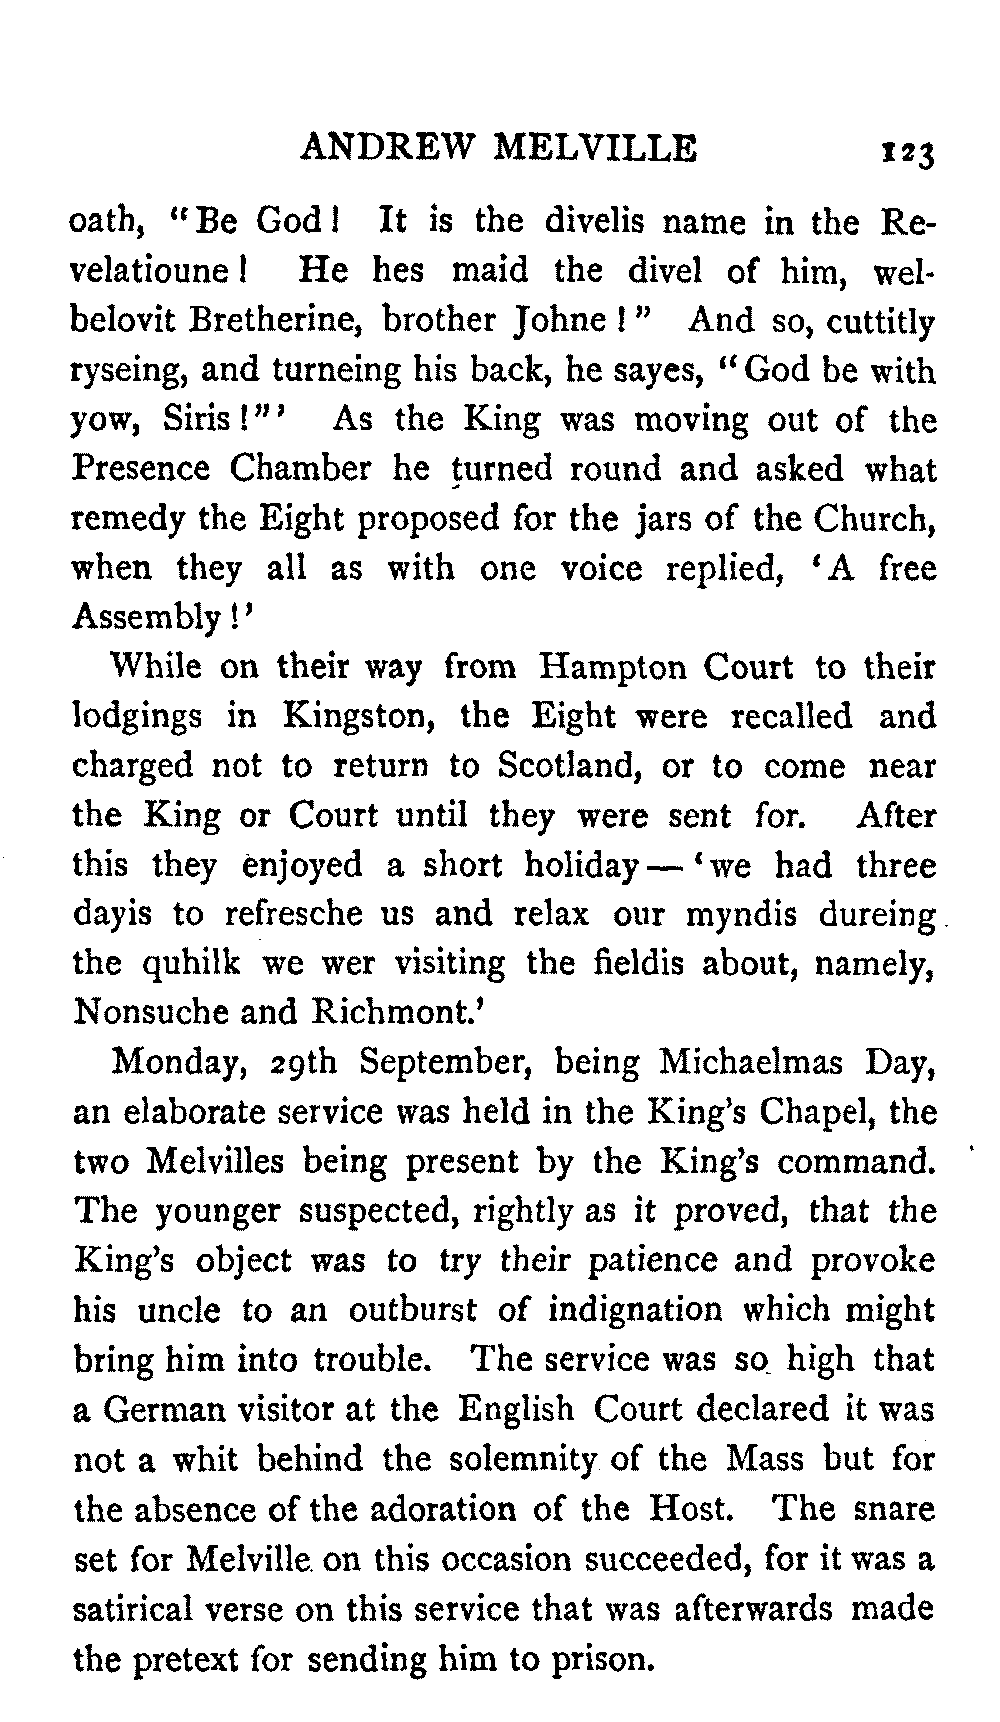 ANDREW MELVILLE 123
oath, "Be God! It is the divelis name in the Re-
velatioune! He hes maid the divel of him, wel-
belovit Bretherine, brother Johne!" And so, cuttitly
ryseing, and turneing his back, he sayes, "God be with
yow, Siris!"' As the King was moving out of the
Presence Chamber he turned round and asked what
remedy the Eight proposed for the jars of the Church,
when they all as with one voice replied, 'A free
Assembly!'
While on their way from Hampton Court to their
lodgings in Kingston, the Eight were recalled and
charged not to return to Scotland, or to come near
the King or Court until they were sent for. After
this they enjoyed a short holiday—'we had three
dayis to refresche us and relax our myndis dureing
the quhilk we wer visiting the fieldis about, namely,
Nonsuche and Richmont.'
Monday, 29th September, being Michaelmas Day,
an elaborate service was held in the King's Chapel, the
two Melvilles being present by the King's command.
The younger suspected, rightly as it proved, that the
King's object was to try their patience and provoke
his uncle to an outburst of indignation which might
bring him into trouble. The service was so high that
a German visitor at the English Court declared it was
not a whit behind the solemnity of the Mass but for
the absence of the adoration of the Host. The snare
set for Melville on this occasion succeeded, for it was a
satirical verse on this service that was afterwards made
the pretext for sending him to prison.